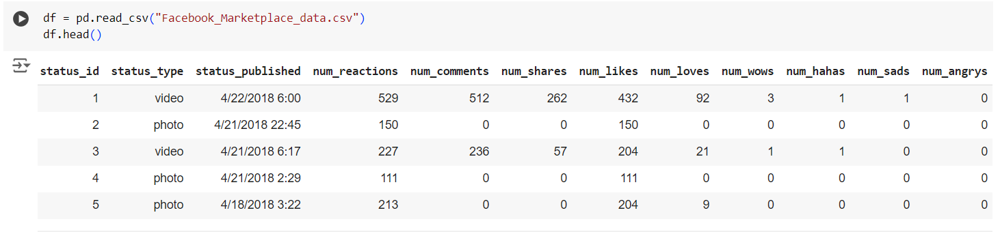 df = pd.read_csv("Facebook_Marketplace_data.csv")
df.head()
status_id status_type status_published num_reactions num_comments num_shares num_likes num_loves num_wows num_hahas num_sads num_angrys
1 video 4/22/2018 6:00 529 512 262 432 92 3 1 1 0
2 photo 4/21/2018 22:45 150 0 0 150 0 0 0 0 0
3 video 4/21/2018 6:17 227 236 57 204 21 1 1 0 0
4 photo 4/21/2018 2:29 111 0 0 111 0 0 0 0 0
5 photo 4/18/2018 3:22 213 0 0 204 9 0 0 0 0